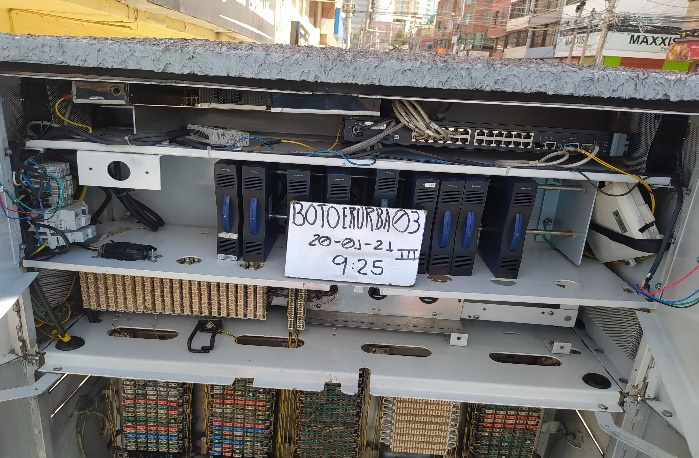 MAXXIS
BOTOERURBA03
20-01-21 III
9:25